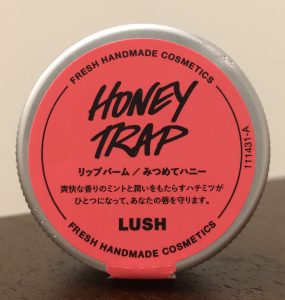 FRESH HANDMADE COSMETICS
HONEY
TRAP
リップバーム / みつめてハニー
爽快な香りのミントと潤いをもたらすハチミツが
ひとつになって、あなたの唇を守ります。
LUSH
FRESH HANDMADE COSMETICS
111431-A